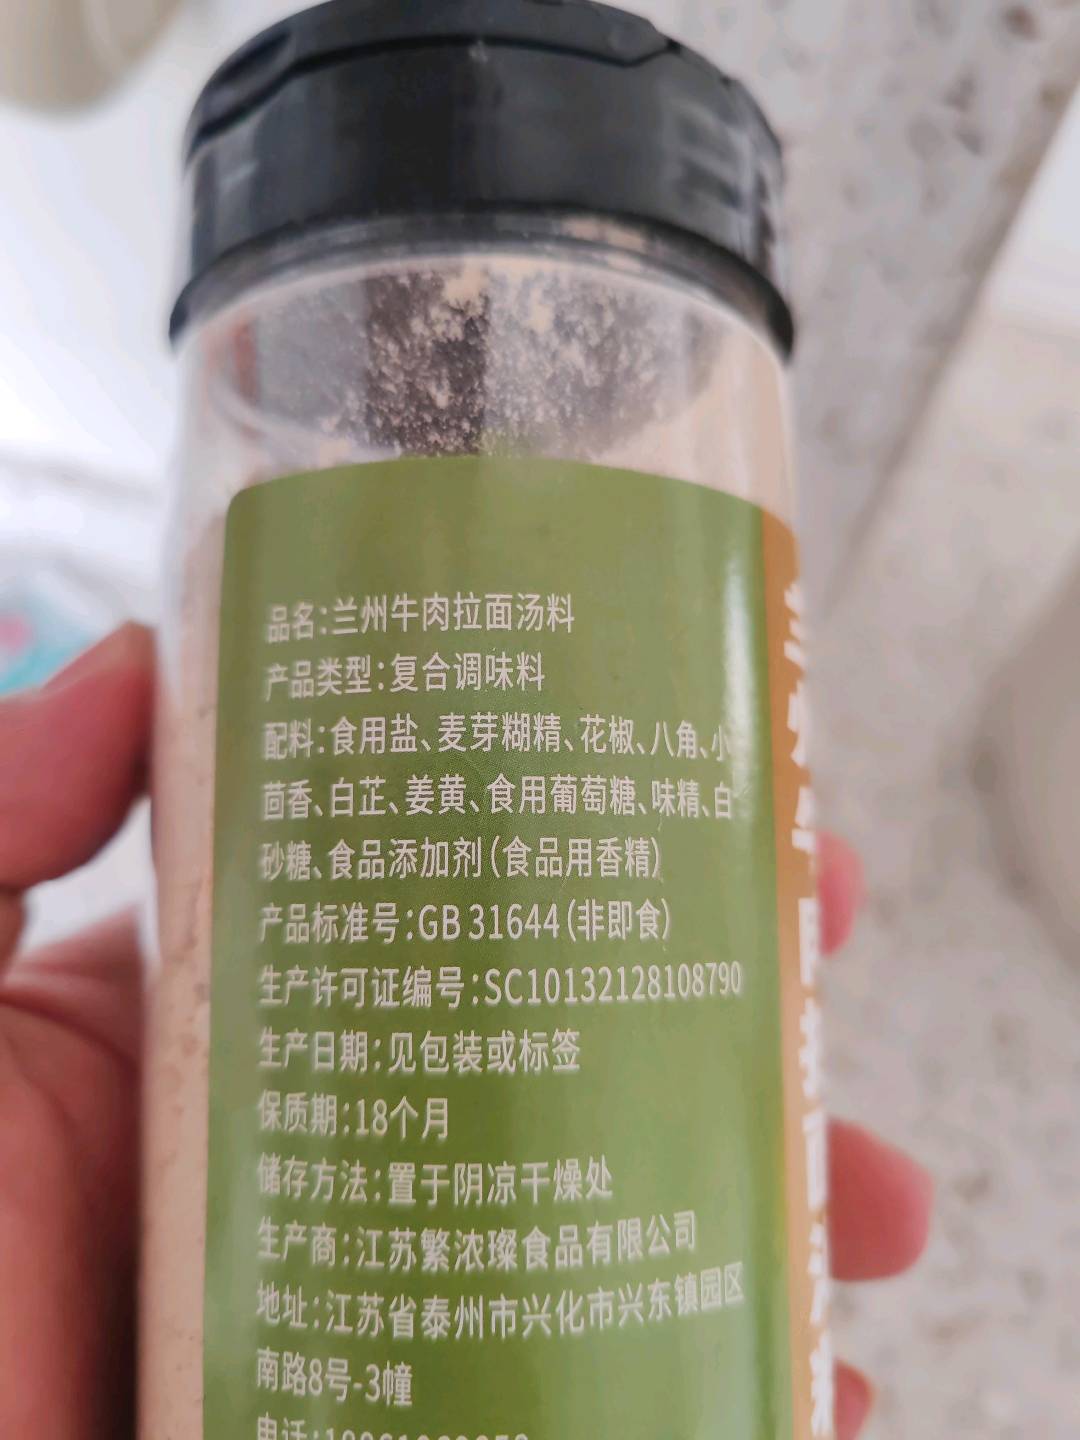 品名:兰州牛肉拉面汤料
产品类型:复合调味料
配料:食用盐、麦芽糊精、花椒、八角、小
茴香、白芷、姜黄、食用葡萄糖、味精、白
砂糖、食品添加剂(食品用香精)
产品标准号:GB 31644(非即食)
生产许可证编号:SC10132128108790
生产日期:见包装或标签
保质期:18个月
储存方法:置于阴凉干燥处
生产商:江苏繁浓璨食品有限公司
地址:江苏省泰州市兴化市兴东镇园区
南路8号-3幢
电话: